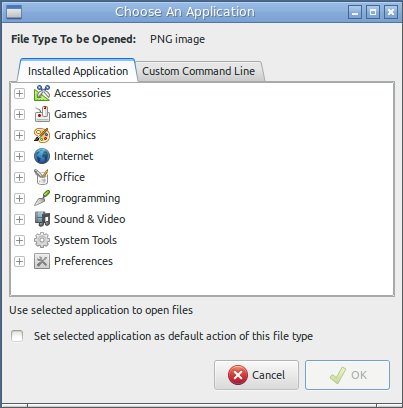 Choose An Application
File Type To be Opened: PNG image
Installed Application Custom Command Line
Accessories
Games
Graphics
Internet
Office
Programming
Sound & Video
System Tools
Preferences
Use selected application to open files
Set selected application as default action of this file type
Cancel OK